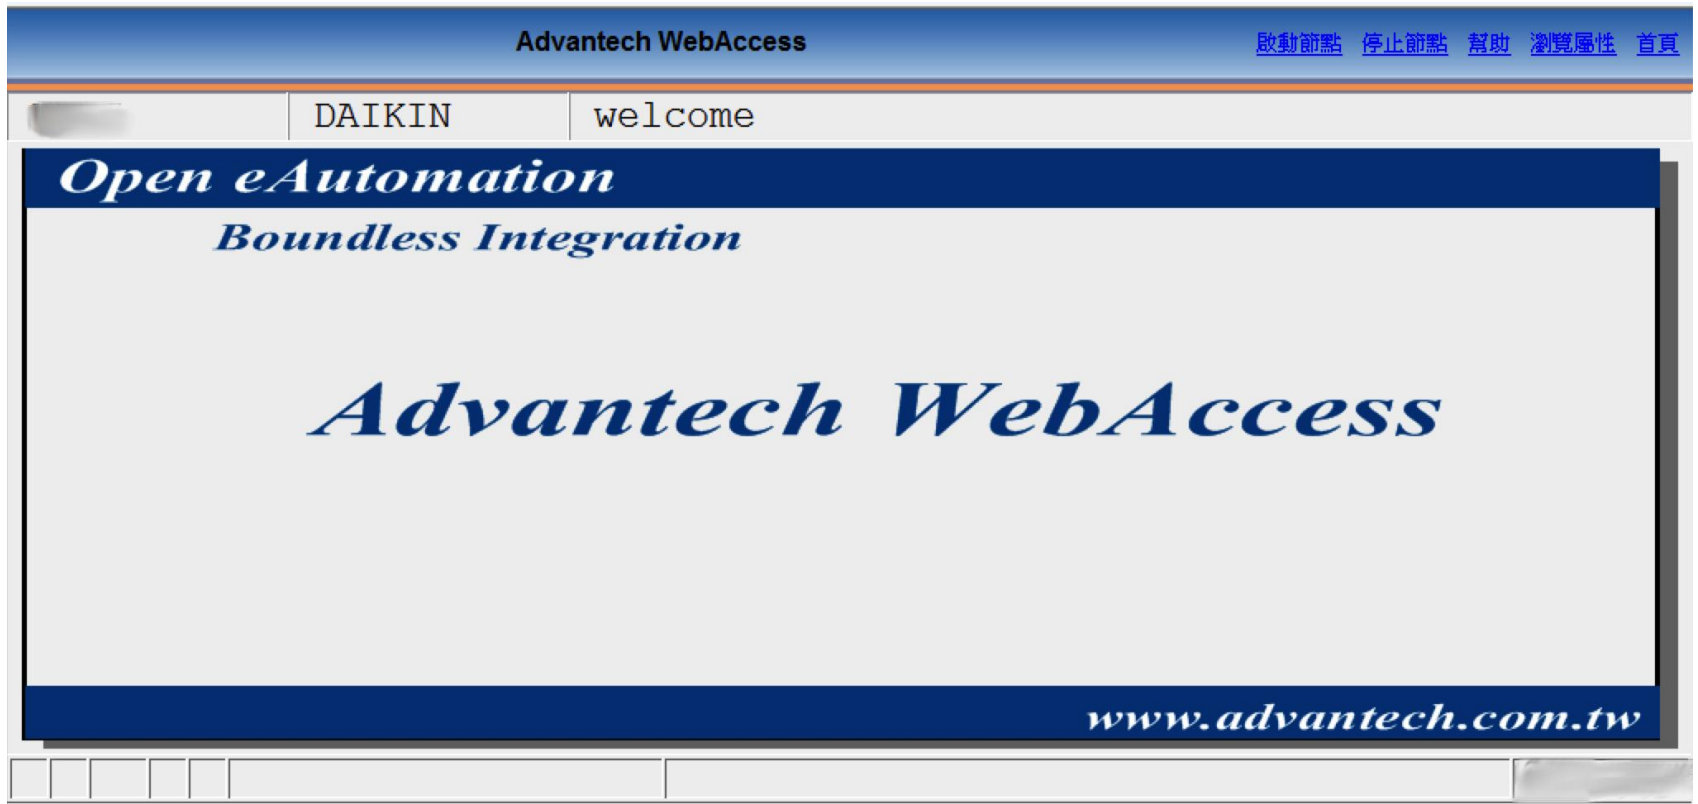 Advantech WebAccess
啟動節點 停止節點 幫助 瀏覽屬性 首頁
DAIKIN welcome
Open eAutomation
Boundless Integration
Advantech WebAccess
www.advantech.com.tw